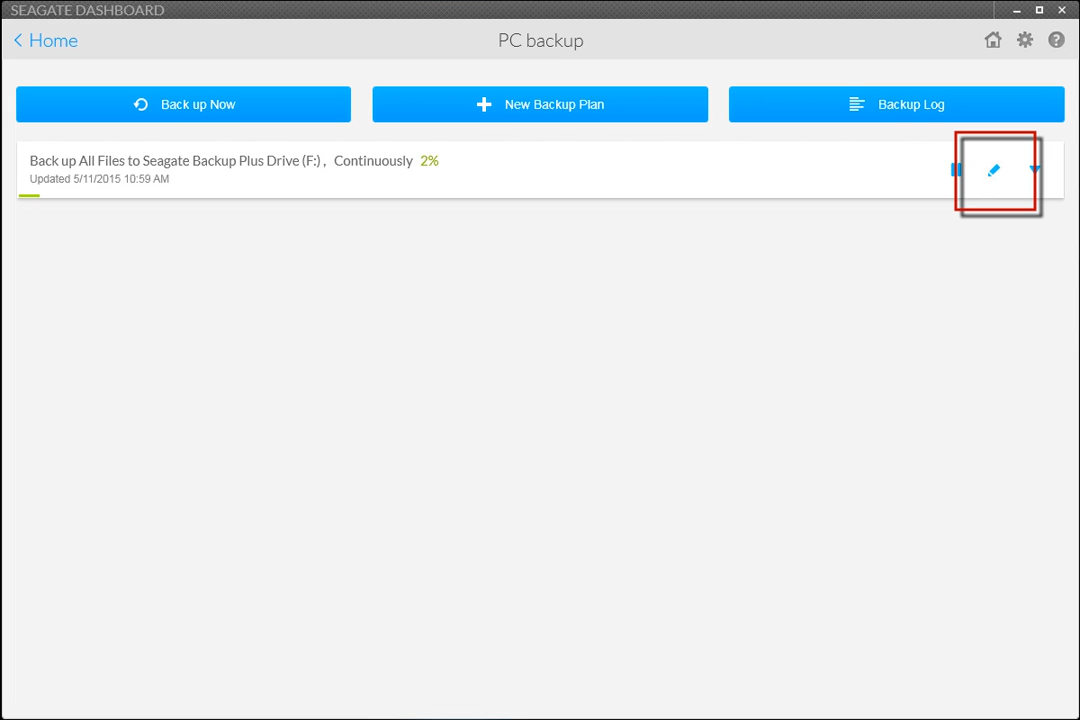 SEAGATE DASHBOARD
Home
PC backup
Back up Now
New Backup Plan
Backup Log
Back up All Files to Seagate Backup Plus Drive (F:) , Continuously 2%
Updated 5/11/2015 10:59 AM